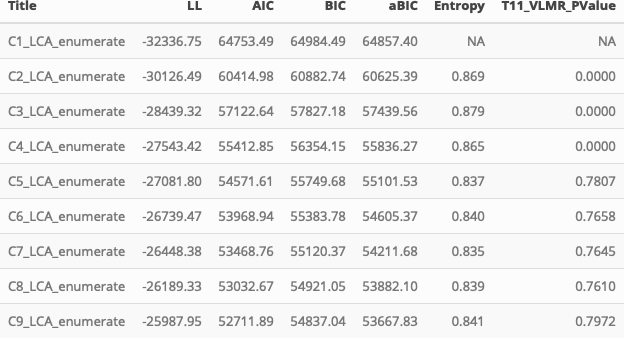 Title LL AIC BIC aBIC Entropy T11_VLMR_PValue
C1_LCA_enumerate -32336.75 64753.49 64984.49 64857.40 NA NA
C2_LCA_enumerate -30126.49 60414.98 60882.74 60625.39 0.869 0.0000
C3_LCA_enumerate -28439.32 57122.64 57827.18 57439.56 0.879 0.0000
C4_LCA_enumerate -27543.42 55412.85 56354.15 55836.27 0.865 0.0000
C5_LCA_enumerate -27081.80 54571.61 55749.68 55101.53 0.837 0.7807
C6_LCA_enumerate -26739.47 53968.94 55383.78 54605.37 0.840 0.7658
C7_LCA_enumerate -26448.38 53468.76 55120.37 54211.68 0.835 0.7645
C8_LCA_enumerate -26189.33 53032.67 54921.05 53882.10 0.839 0.7610
C9_LCA_enumerate -25987.95 52711.89 54837.04 53667.83 0.841 0.7972